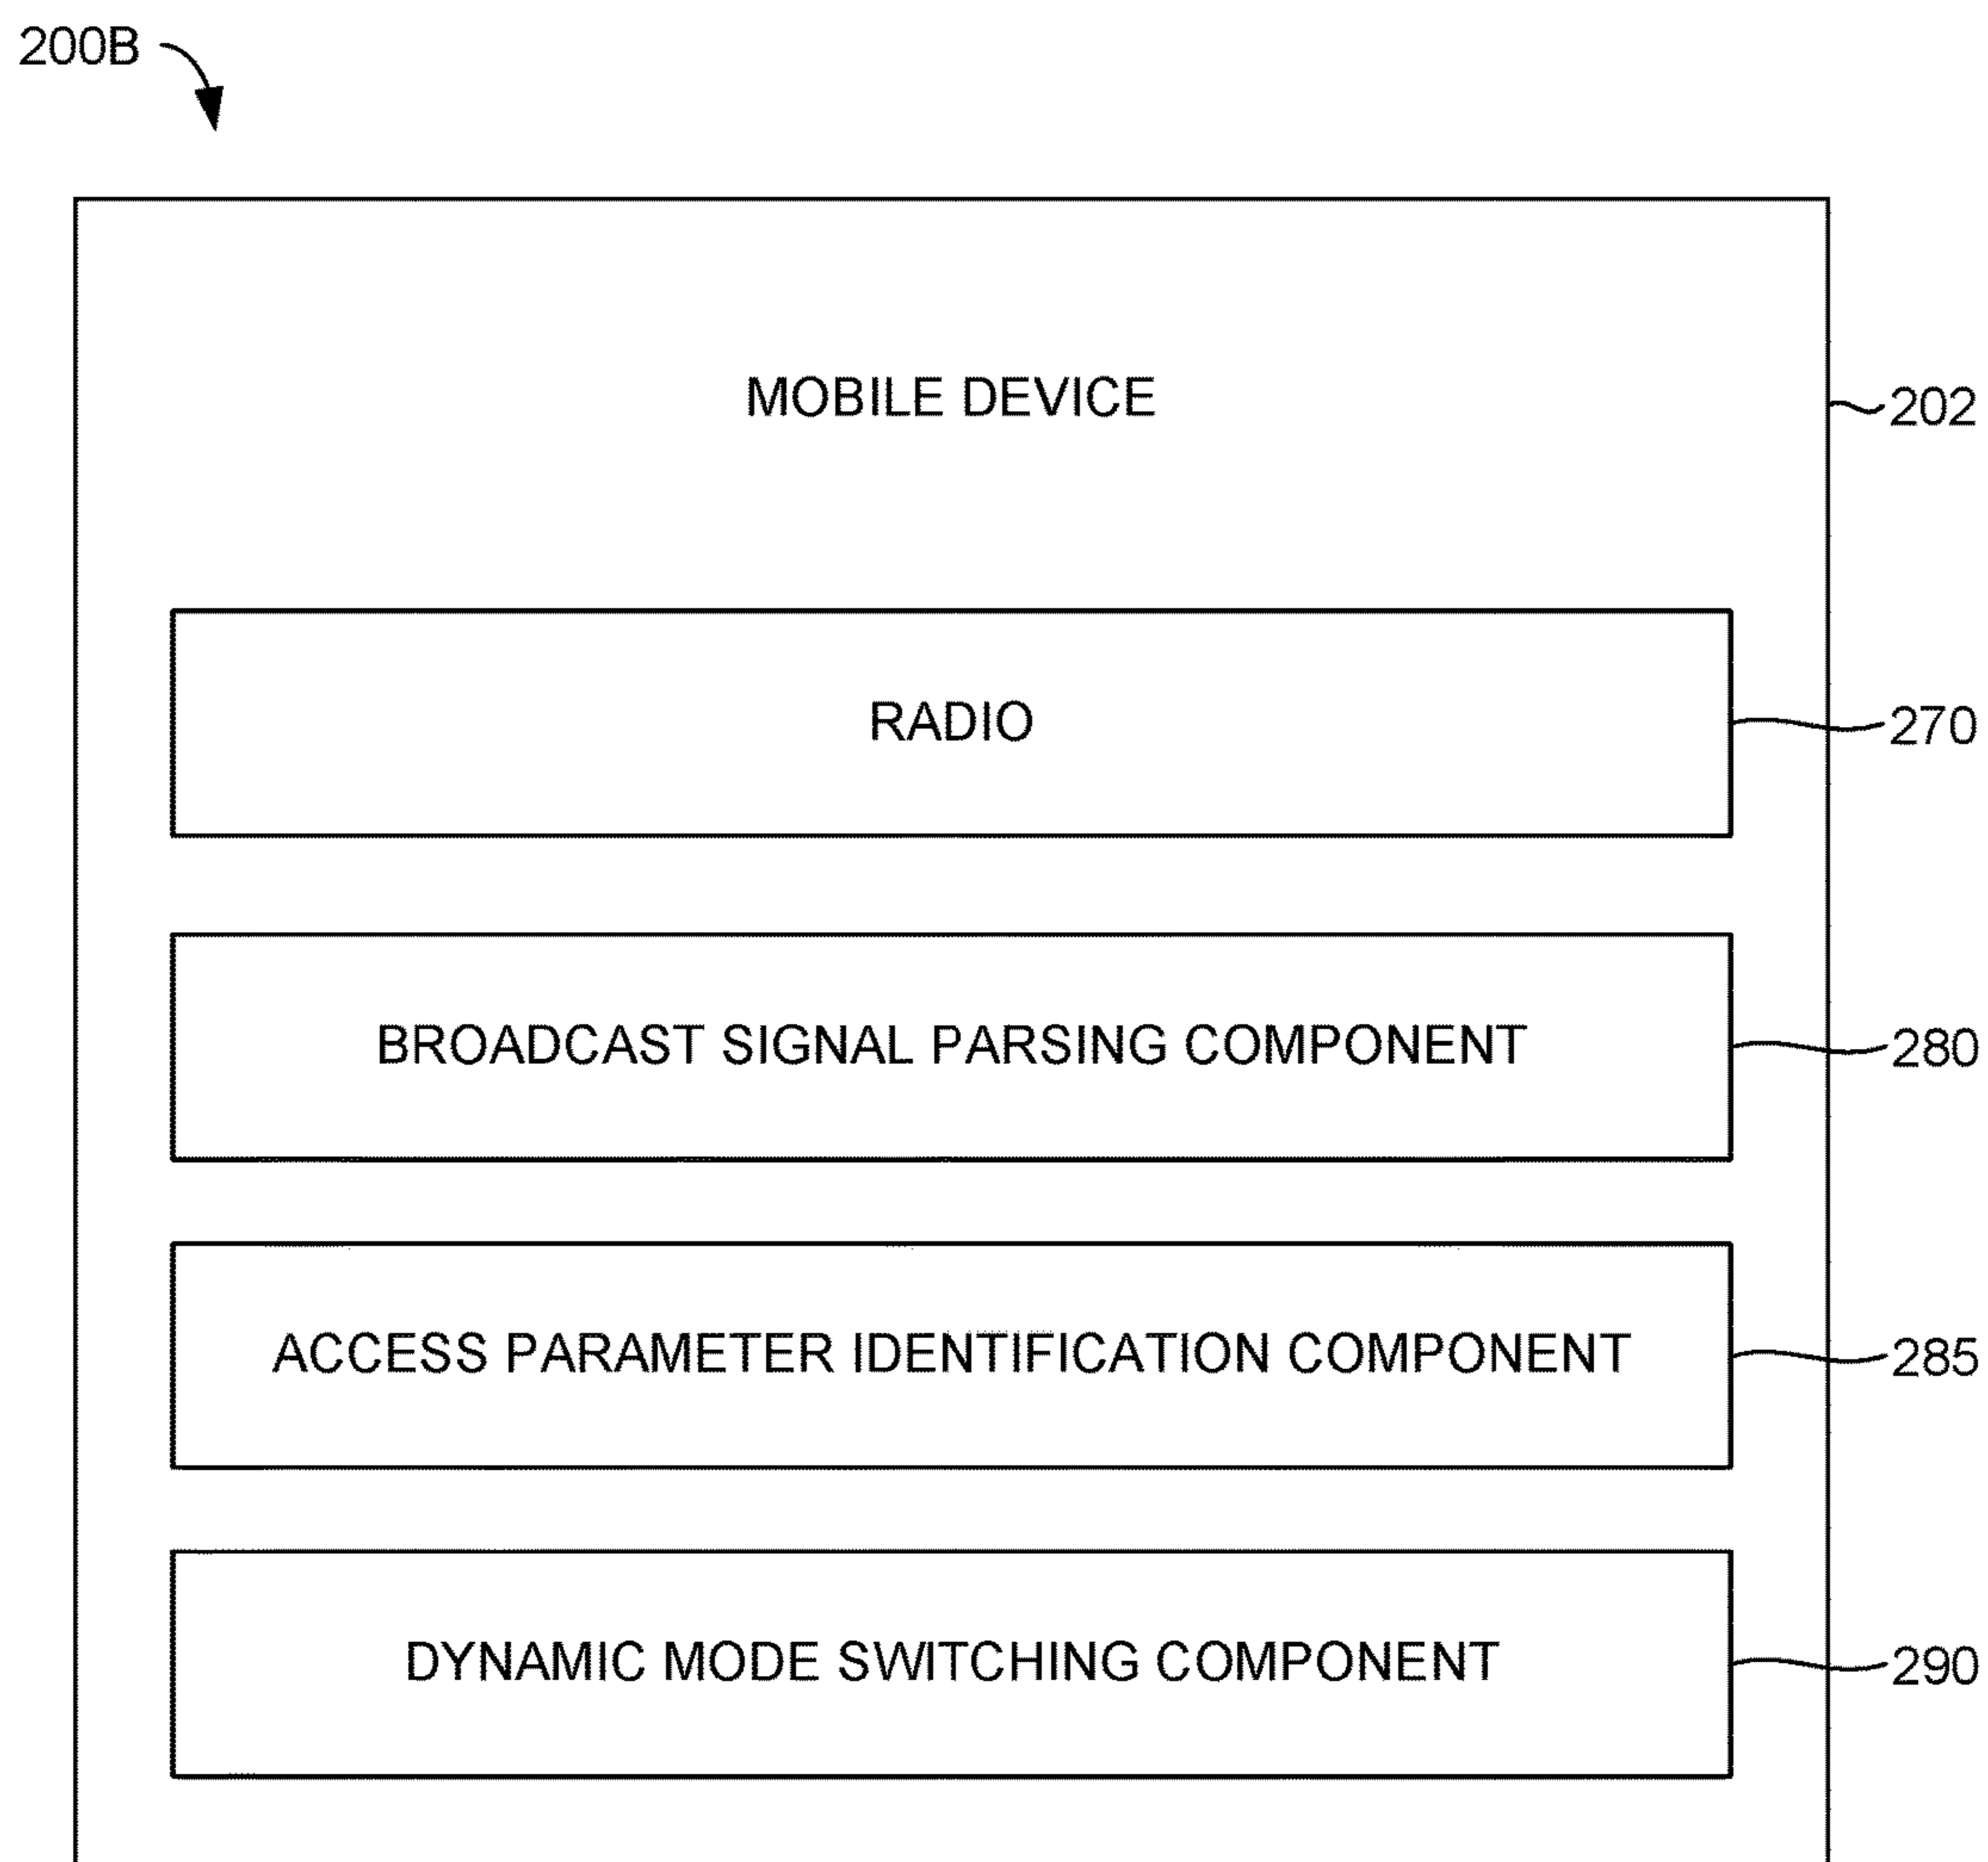 200B
MOBILE DEVICE
202
RADIO
270
BROADCAST SIGNAL PARSING COMPONENT
280
ACCESS PARAMETER IDENTIFICATION COMPONENT
285
DYNAMIC MODE SWITCHING COMPONENT
290